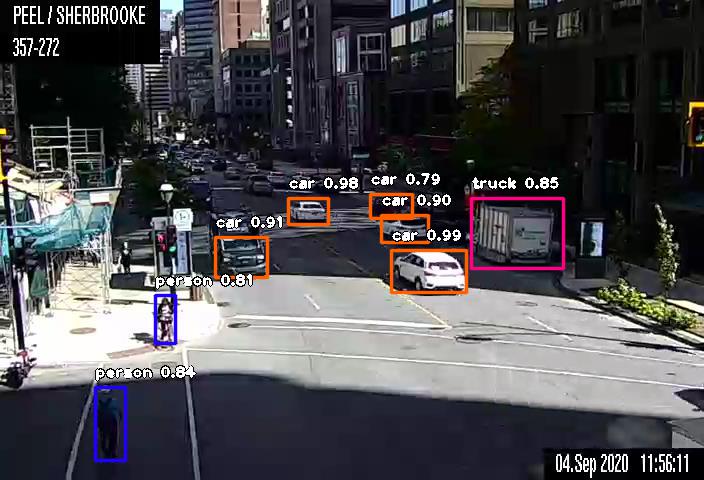 PEEL / SHERBROOKE
357-272
car 0.98
car 0.79
truck 0.85
car 0.90
car 0.91
car 0.99
person 0.81
person 0.84
04.Sep 2020 11:56:11